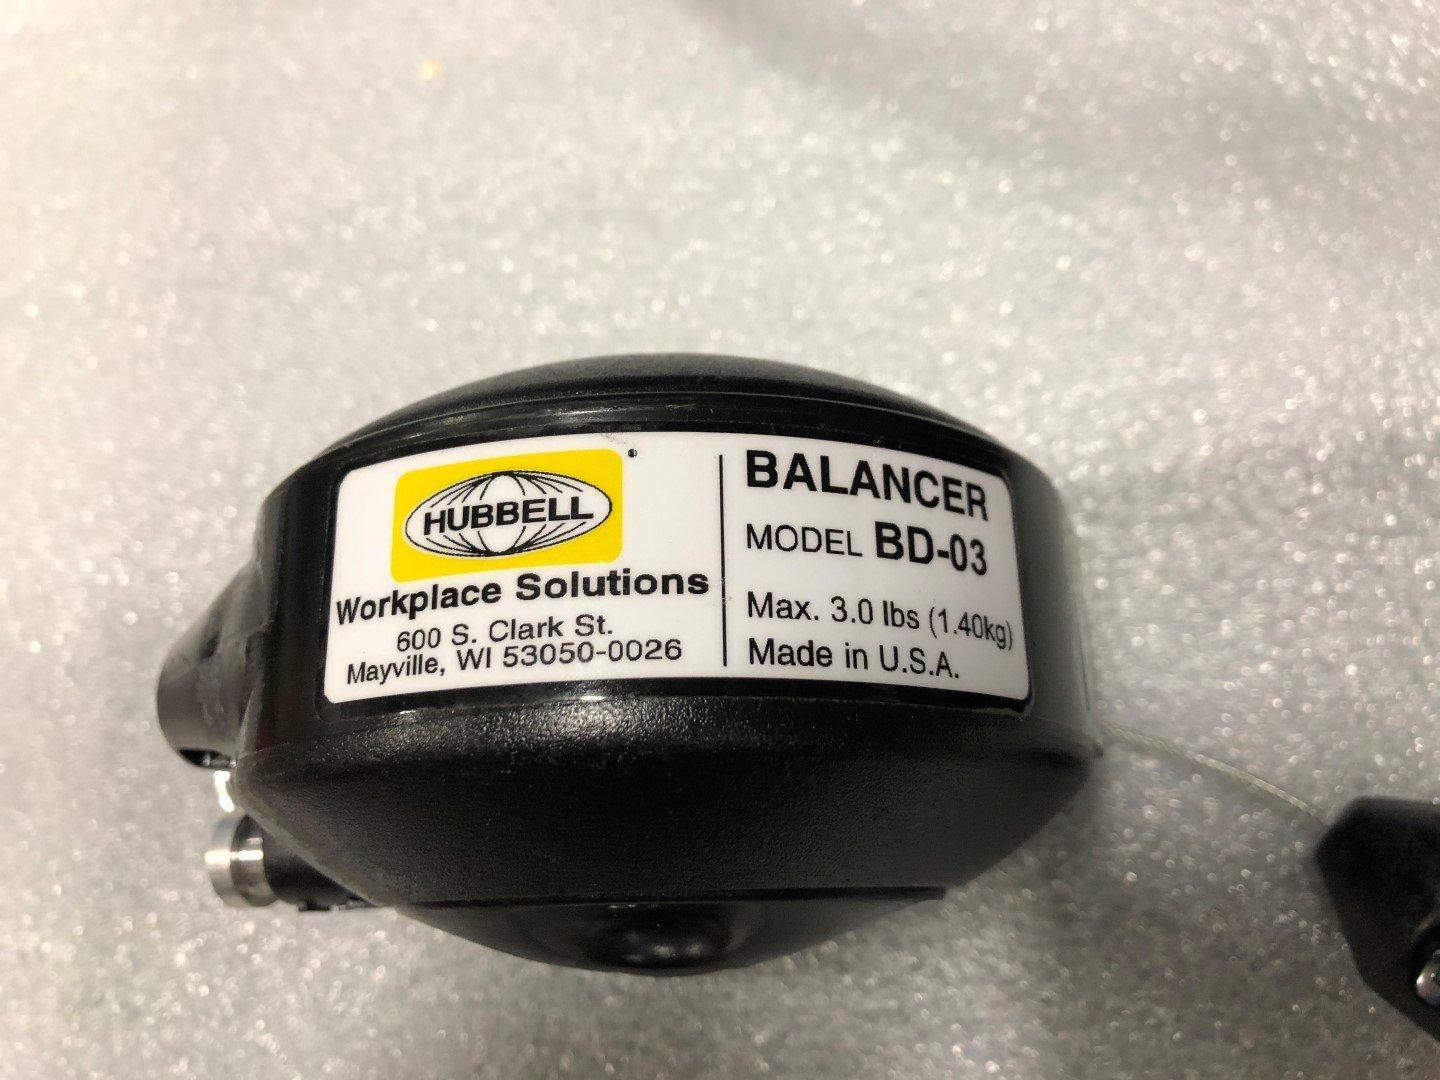 HUBBELL
Workplace Solutions
600 S. Clark St.
Mayville, WI 53050-0026
BALANCER
MODEL BD-03
Max. 3.0 lbs (1.40kg)
Made in U.S.A.